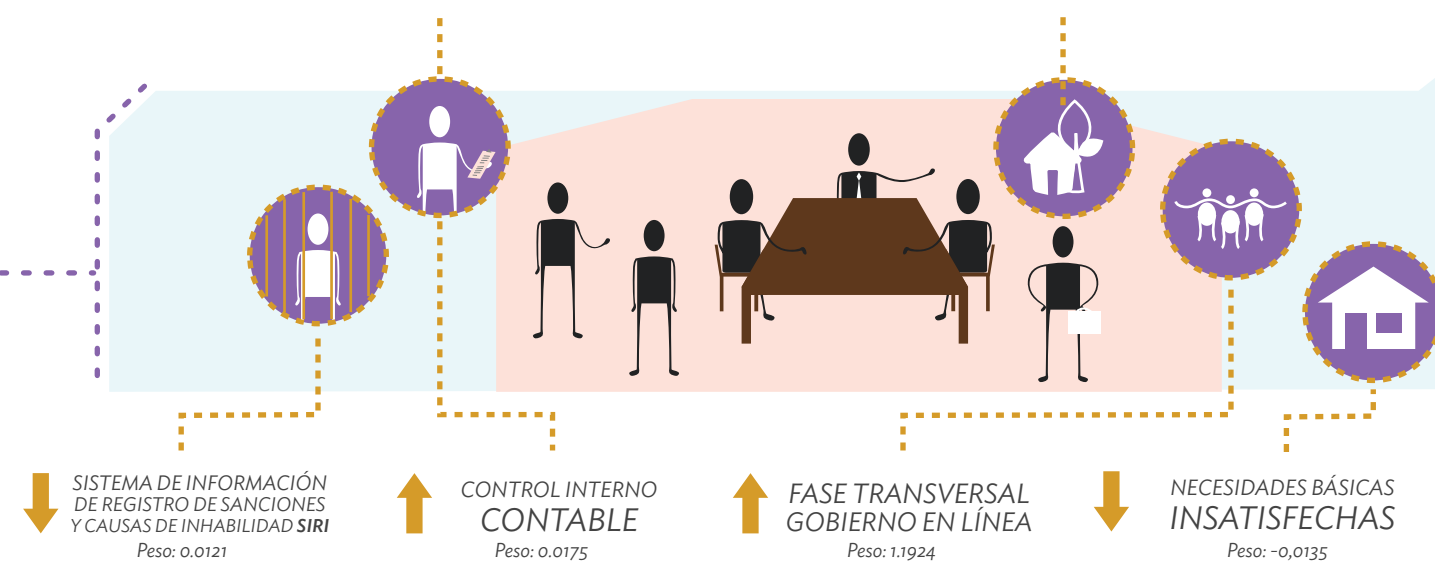 SISTEMA DE INFORMACIÓN
DE REGISTRO DE SANCIONES
Y CAUSAS DE INHABILIDAD SIRI
Peso: 0.0121
CONTROL INTERNO
CONTABLE
Peso: 0.0175
FASE TRANSVERSAL
GOBIERNO EN LÍNEA
Peso: 1.1924
NECESIDADES BÁSICAS
INSATISFECHAS
Peso: -0,0135